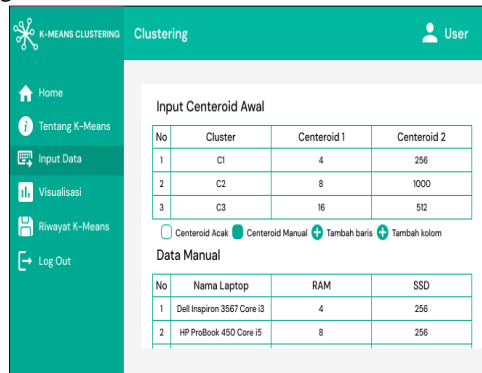 K-MEANS CLUSTERING
Clustering
User
Home
Tentang K-Means
Input Data
Visualisasi
Riwayat K-Means
Log Out
Input Centeroid Awal
No Cluster Centeroid 1 Centeroid 2
1 C1 4 256
2 C2 8 1000
3 C3 16 512
Centeroid Acak Centeroid Manual Tambah baris Tambah kolom
Data Manual
No Nama Laptop RAM SSD
1 Dell Inspiron 3567 Core i3 4 256
2 HP ProBook 450 Core i5 8 256